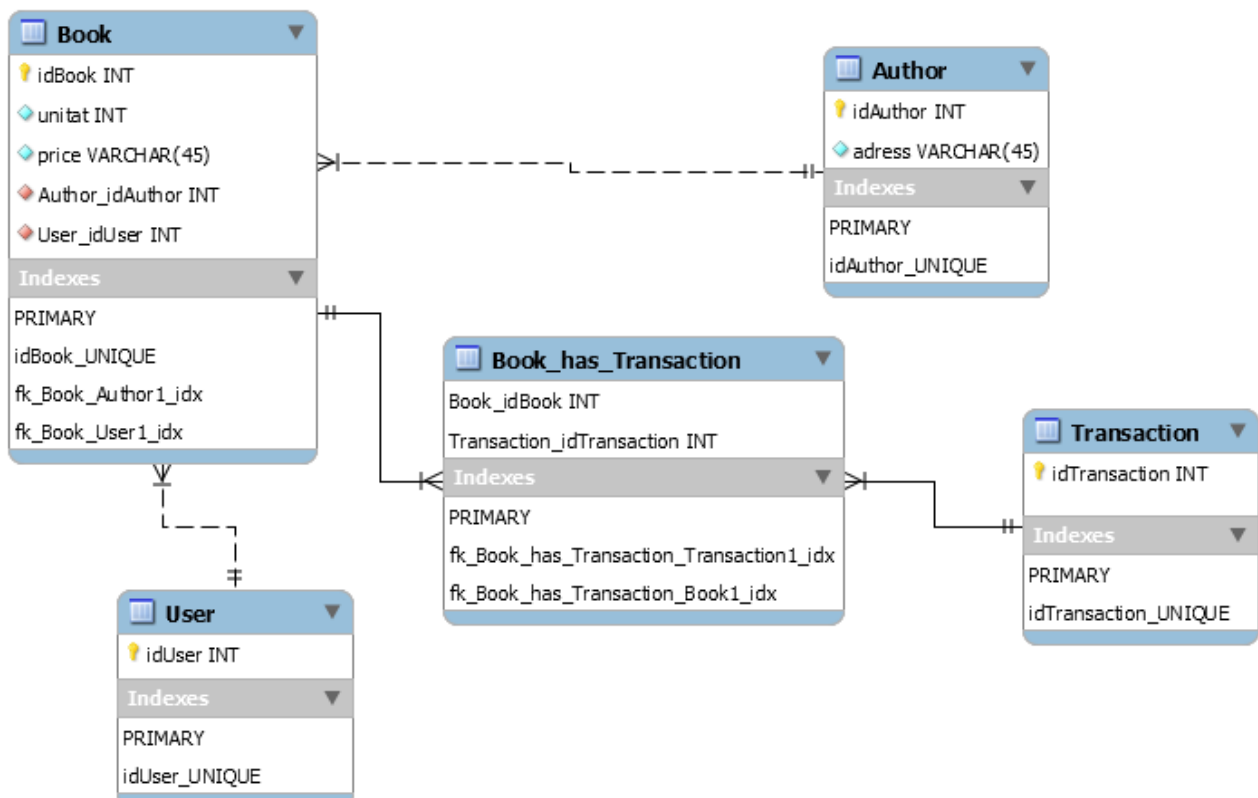 Book
idBook INT
unitat INT
price VARCHAR(45)
Author_idAuthor INT
User_idUser INT
Indexes
PRIMARY
idBook_UNIQUE
fk_Book_Author1_idx
fk_Book_User1_idx
Author
idAuthor INT
adress VARCHAR(45)
Indexes
PRIMARY
idAuthor_UNIQUE
Book_has_Transaction
Book_idBook INT
Transaction_idTransaction INT
Indexes
PRIMARY
fk_Book_has_Transaction_Transaction1_idx
fk_Book_has_Transaction_Book1_idx
Transaction
idTransaction INT
Indexes
PRIMARY
idTransaction_UNIQUE
User
idUser INT
Indexes
PRIMARY
idUser_UNIQUE